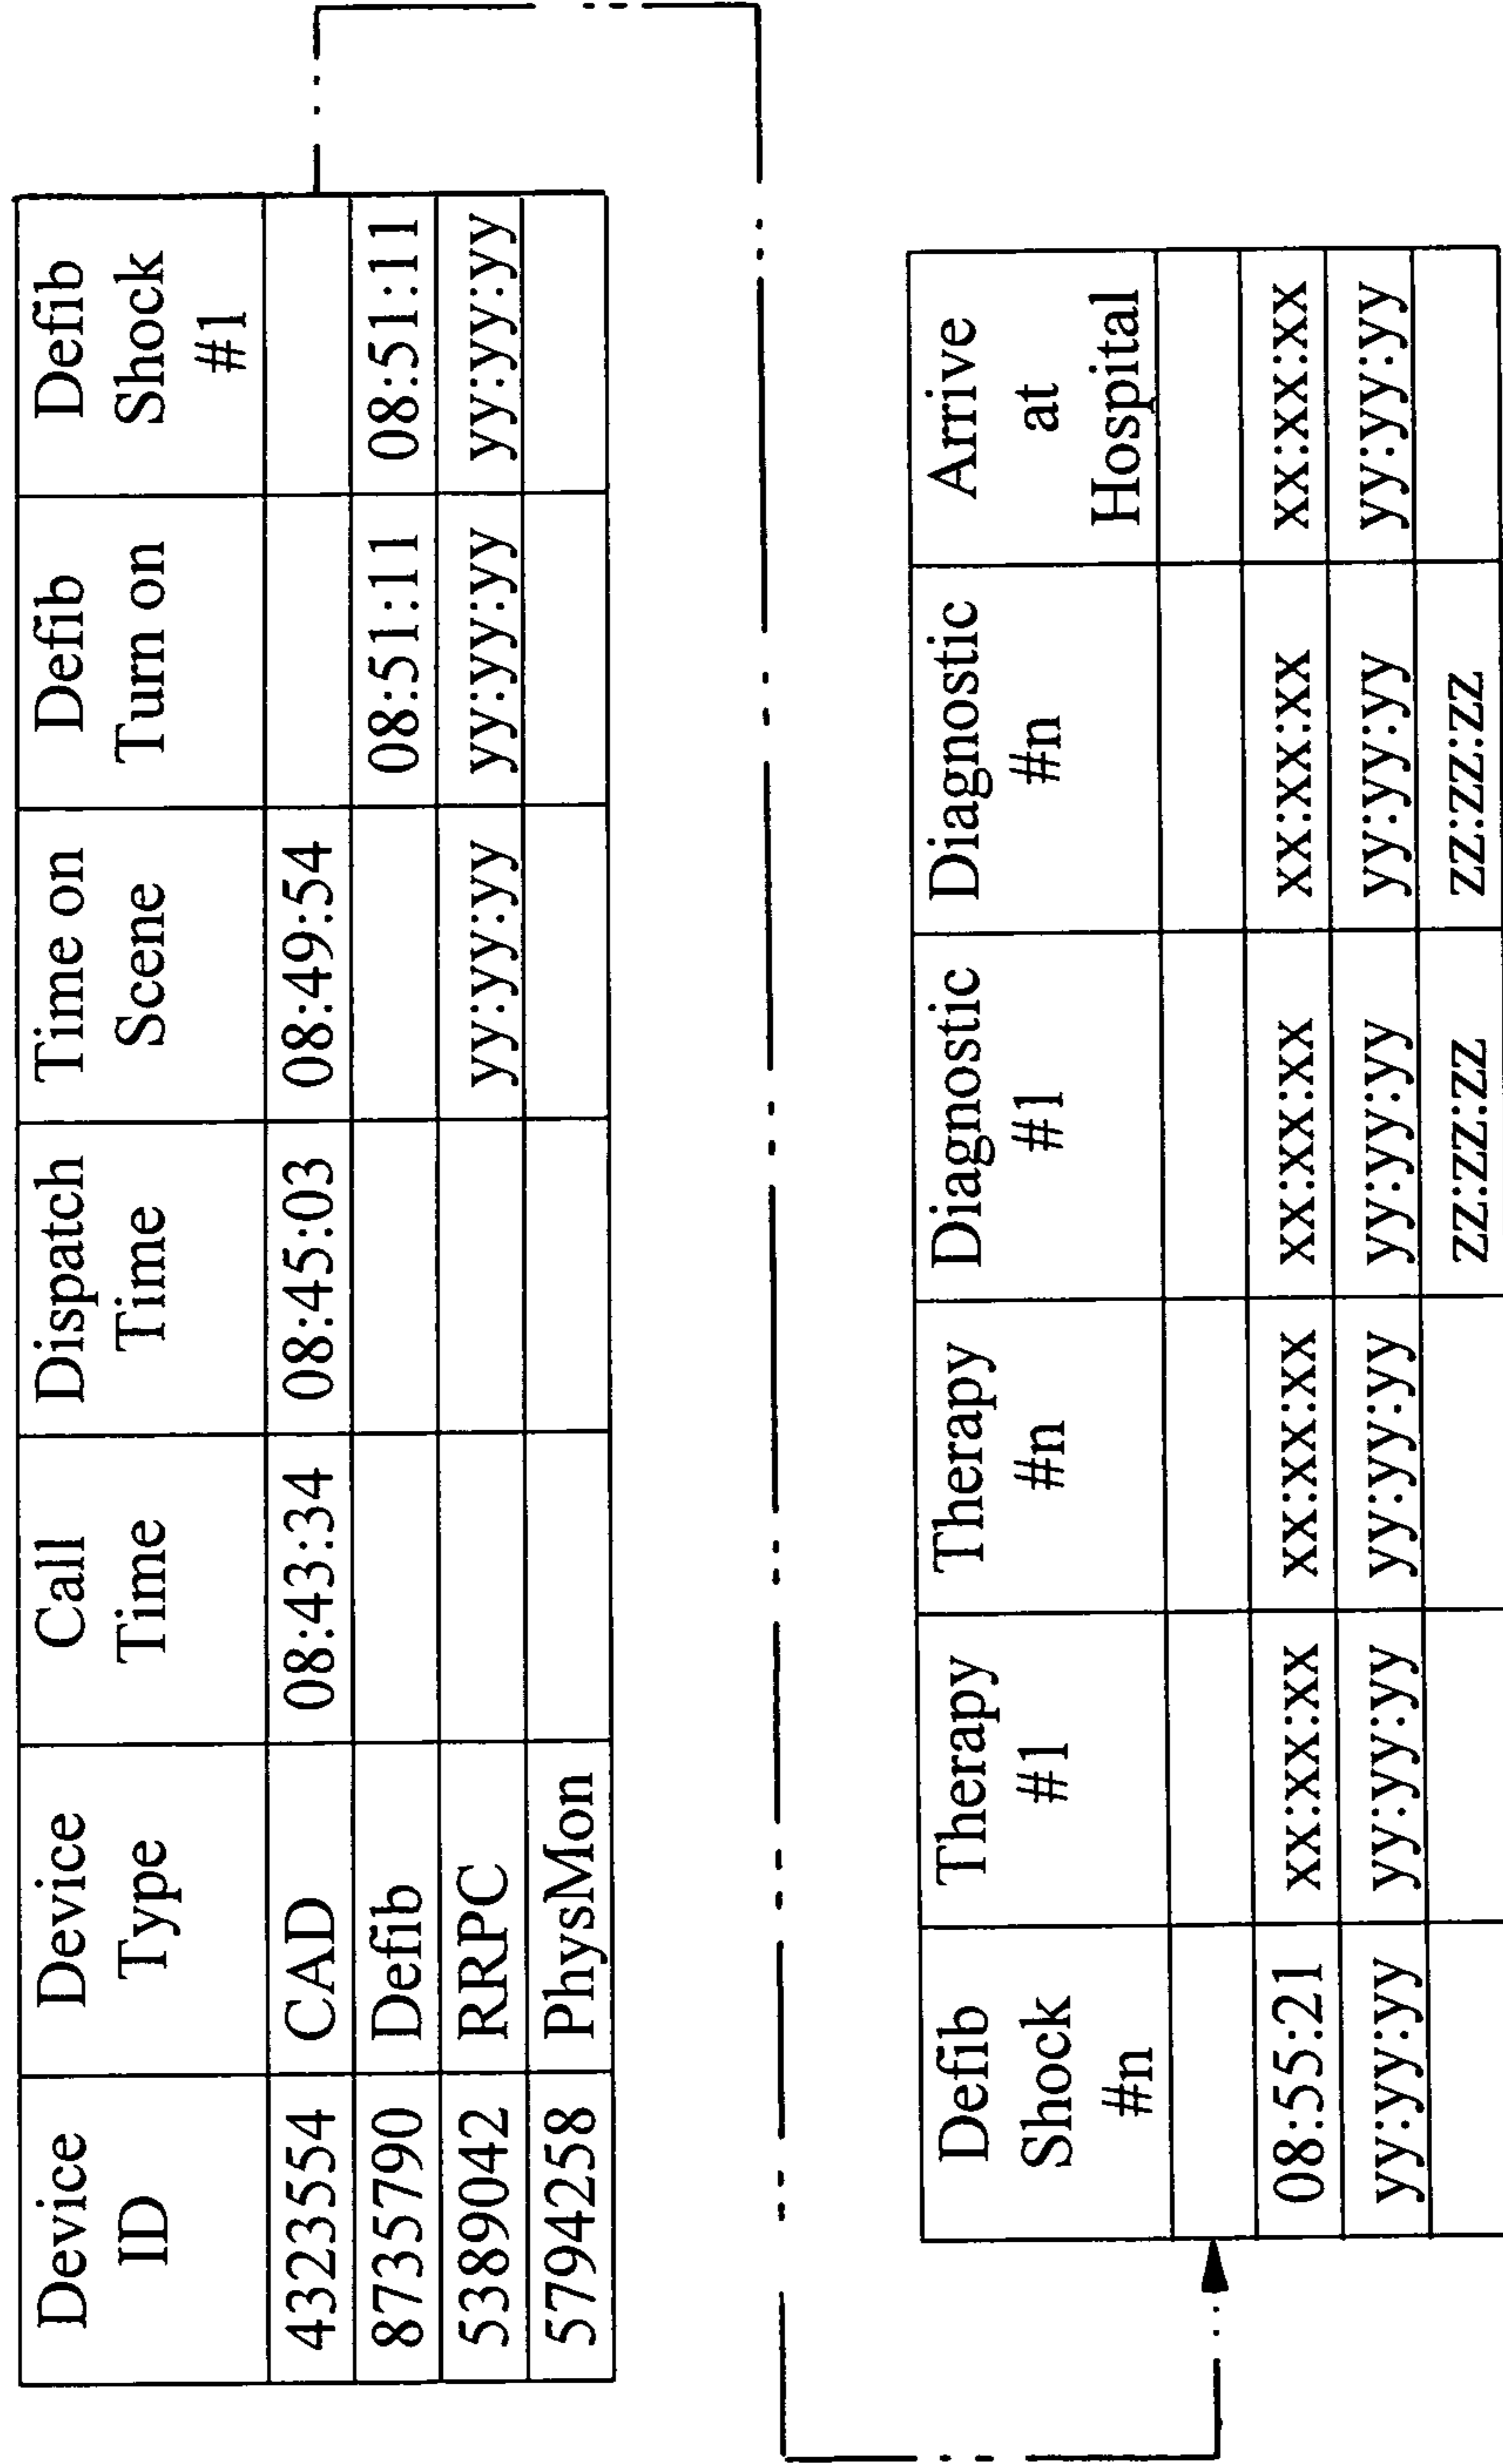 Device ID Device Type Call Time Dispatch Time Time on Scene Defib Turn on Defib Shock #1
4323554 CAD 08:43:34 08:45:03 08:49:54
8735790 Defib 08:51:11 08:51:11
5389042 RRPC yy:yy:yy yy:yy:yy yy:yy:yy
5794258 PhysMon
Defib Shock #n Therapy #1 Therapy #n Diagnostic #1 Diagnostic #n Arrive at Hospital
08:55:21 xx:xx:xx xx:xx:xx xx:xx:xx xx:xx:xx xx:xx:xx
yy:yy:yy yy:yy:yy yy:yy:yy yy:yy:yy yy:yy:yy yy:yy:yy
zz:zz:zz zz:zz:zz